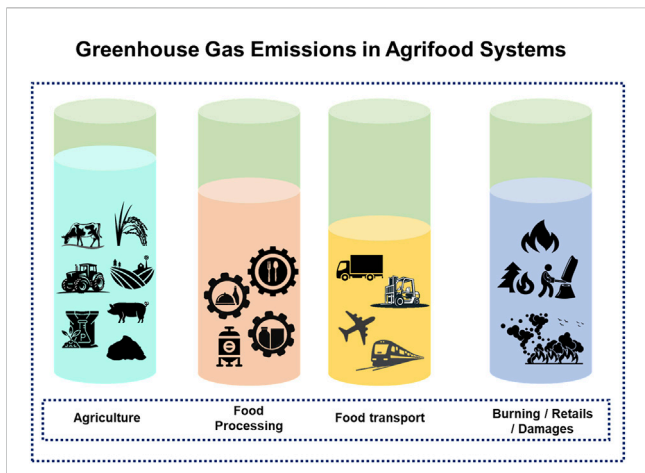 Greenhouse Gas Emissions in Agrifood Systems
Agriculture
Food
Processing
Food transport
Burning / Retails
/ Damages